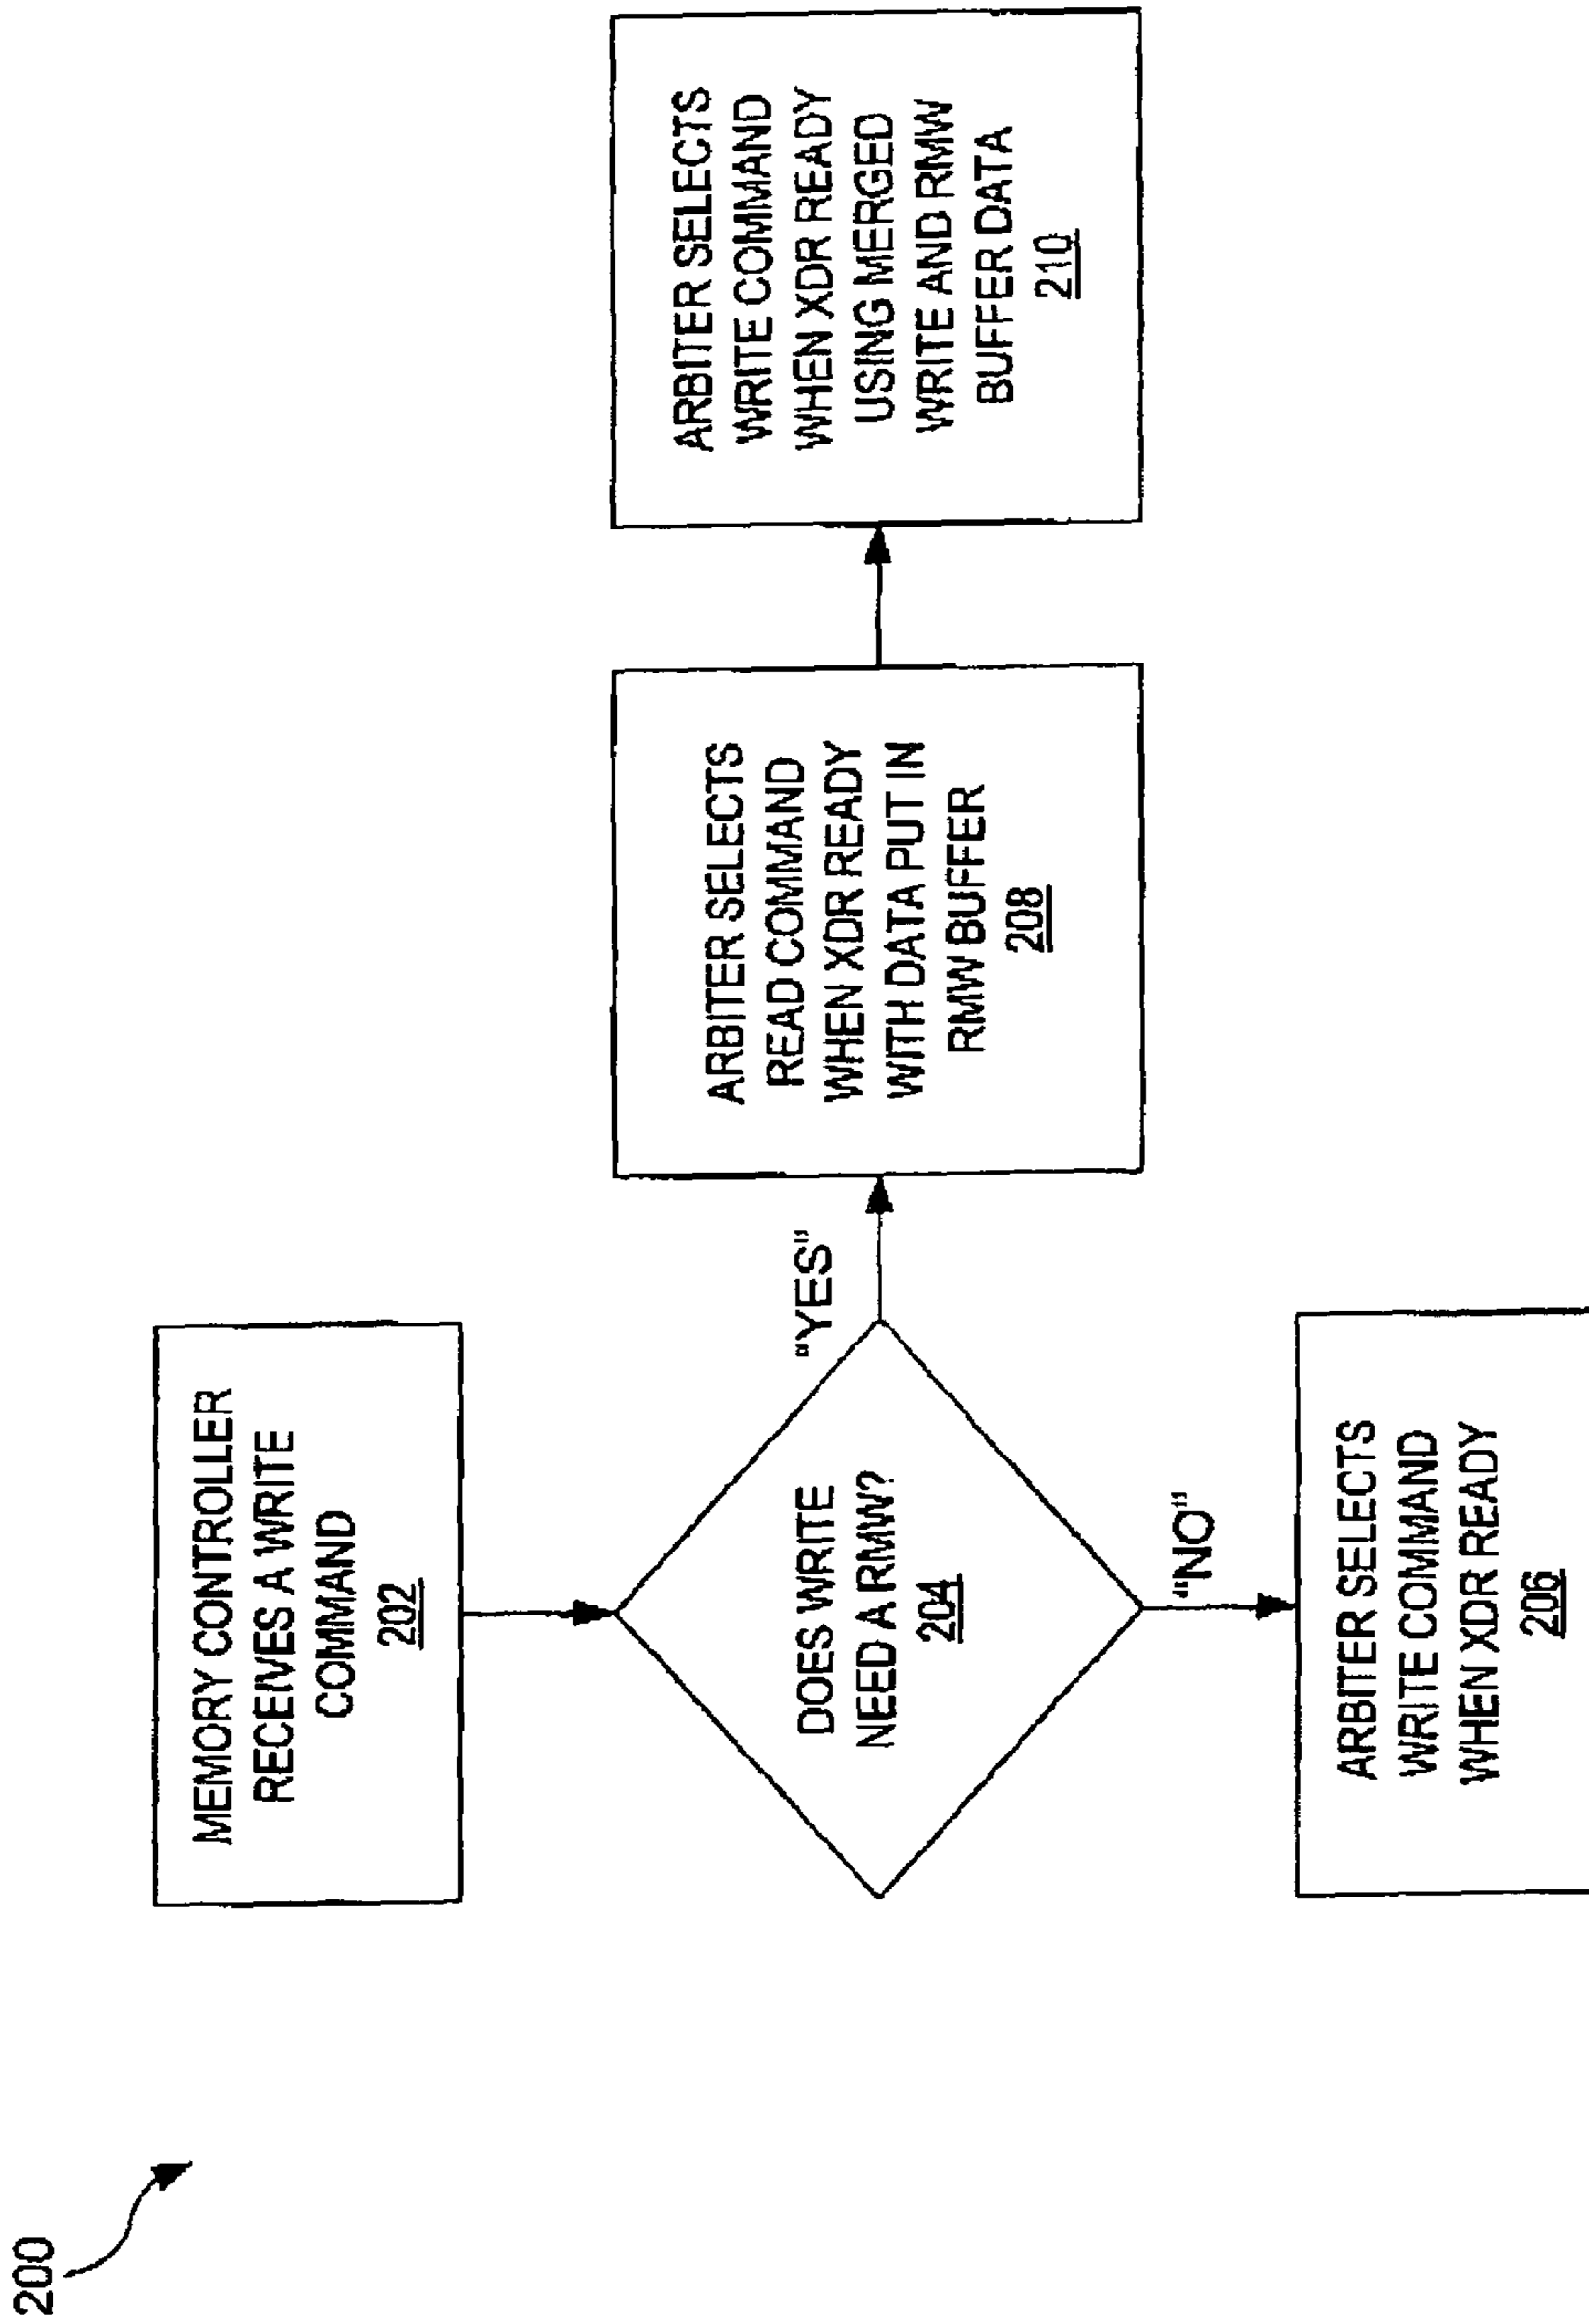 200
MEMORY CONTROLLER
RECEIVES A WRITE
COMMAND
202
DOES WRITE
NEED A RMW?
204
"YES"
"NO"
ARBITER SELECTS
WRITE COMMAND
WHEN XDR READY
206
ARBITER SELECTS
READ COMMAND
WHEN XDR READY
WITH DATA PUT IN
RMW BUFFER
208
ARBITER SELECTS
WRITE COMMAND
WHEN XDR READY
USING MERGED
WRITE AND RMW
BUFFER DATA
210